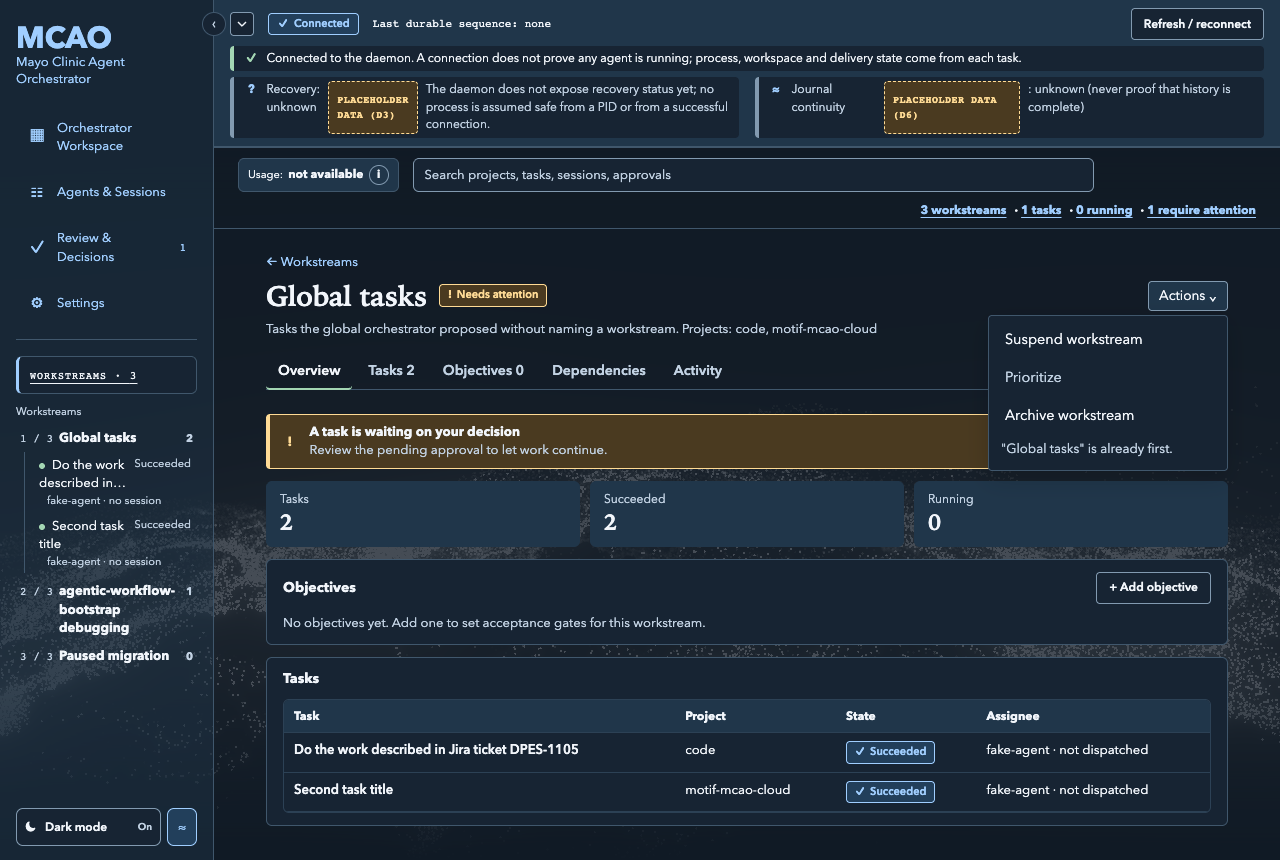 MCAO
Mayo Clinic Agent
Orchestrator
Orchestrator
Workspace
Agents & Sessions
Review &
Decisions
1
Settings
WORKSTREAMS · 3
Workstreams
1 / 3 Global tasks 2
Do the work Succeeded
described in…
fake-agent · no session
Second task Succeeded
title
fake-agent · no session
2 / 3 agentic-workflow- 1
bootstrap
debugging
3 / 3 Paused migration 0
Dark mode On
≈
‹
✓ Connected
Last durable sequence: none
Refresh / reconnect
✓ Connected to the daemon. A connection does not prove any agent is running; process, workspace and delivery state come from each task.
? Recovery:
unknown
PLACEHOLDER
DATA (D3)
The daemon does not expose recovery status yet; no
process is assumed safe from a PID or from a successful
connection.
≈ Journal
continuity
PLACEHOLDER DATA
(D6)
: unknown (never proof that history is
complete)
Usage: not available i
Search projects, tasks, sessions, approvals
3 workstreams · 1 tasks · 0 running · 1 require attention
← Workstreams
Global tasks
! Needs attention
Actions
Tasks the global orchestrator proposed without naming a workstream. Projects: code, motif-mcao-cloud
Suspend workstream
Prioritize
Archive workstream
"Global tasks" is already first.
Overview Tasks 2 Objectives 0 Dependencies Activity
! A task is waiting on your decision
Review the pending approval to let work continue.
Tasks
2
Succeeded
2
Running
0
Objectives
+ Add objective
No objectives yet. Add one to set acceptance gates for this workstream.
Tasks
Task Project State Assignee
Do the work described in Jira ticket DPES-1105 code ✓ Succeeded fake-agent · not dispatched
Second task title motif-mcao-cloud ✓ Succeeded fake-agent · not dispatched